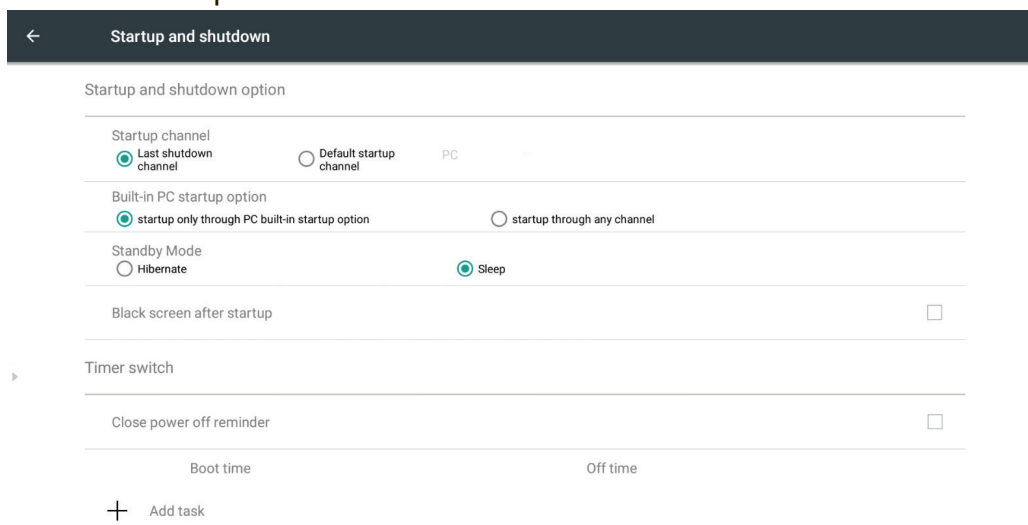 Startup and shutdown
Startup and shutdown option
Startup channel
Last shutdown
channel
Default startup
channel
PC
Built-in PC startup option
startup only through PC built-in startup option
startup through any channel
Standby Mode
Hibernate
Sleep
Black screen after startup
Timer switch
Close power off reminder
Boot time
Off time
Add task